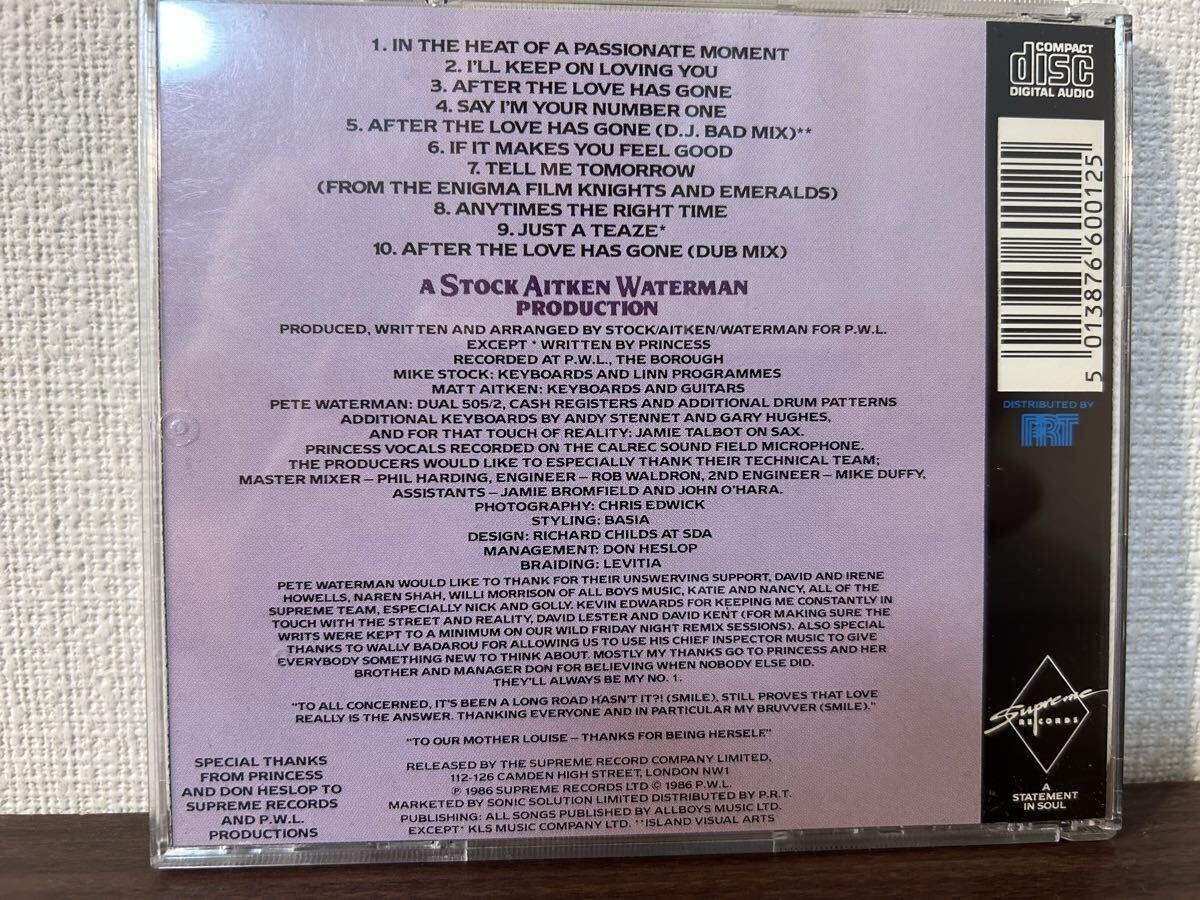 1. IN THE HEAT OF A PASSIONATE MOMENT
2. I'LL KEEP ON LOVING YOU
3. AFTER THE LOVE HAS GONE
4. SAY I'M YOUR NUMBER ONE
5. AFTER THE LOVE HAS GONE (D.J. BAD MIX)**
6. IF IT MAKES YOU FEEL GOOD
7. TELL ME TOMORROW
(FROM THE ENIGMA FILM KNIGHTS AND EMERALDS)
8. ANYTIMES THE RIGHT TIME
9. JUST A TEAZE*
10. AFTER THE LOVE HAS GONE (DUB MIX)
A STOCK AITKEN WATERMAN
PRODUCTION
PRODUCED, WRITTEN AND ARRANGED BY STOCK/AITKEN/WATERMAN FOR P.W.L.
EXCEPT * WRITTEN BY PRINCESS
RECORDED AT P.W.L., THE BOROUGH
MIKE STOCK: KEYBOARDS AND LINN PROGRAMMES
MATT AITKEN: KEYBOARDS AND GUITARS
PETE WATERMAN: DUAL 505/2, CASH REGISTERS AND ADDITIONAL DRUM PATTERNS
ADDITIONAL KEYBOARDS BY ANDY STENNET AND GARY HUGHES,
AND FOR THAT TOUCH OF REALITY: JAMIE TALBOT ON SAX.
PRINCESS VOCALS RECORDED ON THE CALREC SOUND FIELD MICROPHONE.
THE PRODUCERS WOULD LIKE TO ESPECIALLY THANK THEIR TECHNICAL TEAM;
MASTER MIXER – PHIL HARDING, ENGINEER – ROB WALDRON, 2ND ENGINEER – MIKE DUFFY,
ASSISTANTS – JAMIE BROMFIELD AND JOHN O'HARA.
PHOTOGRAPHY: CHRIS EDWICK
STYLING: BASIA
DESIGN: RICHARD CHILDS AT SDA
MANAGEMENT: DON HESLOP
BRAIDING: LEVITIA
PETE WATERMAN WOULD LIKE TO THANK FOR THEIR UNSWERVING SUPPORT, DAVID AND IRENE
HOWELLS, NAREN SHAH, WILLI MORRISON OF ALL BOYS MUSIC, KATIE AND NANCY, ALL OF THE
SUPREME TEAM, ESPECIALLY NICK AND GOLLY. KEVIN EDWARDS FOR KEEPING ME CONSTANTLY IN
TOUCH WITH THE STREET AND REALITY, DAVID LESTER AND DAVID KENT (FOR MAKING SURE THE
WRITS WERE KEPT TO A MINIMUM ON OUR WILD FRIDAY NIGHT REMIX SESSIONS). ALSO SPECIAL
THANKS TO WALLY BADAROU FOR ALLOWING US TO USE HIS CHIEF INSPECTOR MUSIC TO GIVE
EVERYBODY SOMETHING NEW TO THINK ABOUT. MOSTLY MY THANKS GO TO PRINCESS AND HER
BROTHER AND MANAGER DON FOR BELIEVING WHEN NOBODY ELSE DID.
THEY'LL ALWAYS BE MY NO. 1.
"TO ALL CONCERNED, IT'S BEEN A LONG ROAD HASN'T IT?! (SMILE), STILL PROVES THAT LOVE
REALLY IS THE ANSWER. THANKING EVERYONE AND IN PARTICULAR MY BRUVVER (SMILE)."
"TO OUR MOTHER LOUISE – THANKS FOR BEING HERSELF"
SPECIAL THANKS
FROM PRINCESS
AND DON HESLOP TO
SUPREME RECORDS
AND P.W.L.
PRODUCTIONS
RELEASED BY THE SUPREME RECORD COMPANY LIMITED,
112-126 CAMDEN HIGH STREET, LONDON NW1
℗ 1986 SUPREME RECORDS LTD © 1986 P.W.L.
MARKETED BY SONIC SOLUTION LIMITED DISTRIBUTED BY P.R.T.
PUBLISHING: ALL SONGS PUBLISHED BY ALLBOYS MUSIC LTD.
EXCEPT* KLS MUSIC COMPANY LTD. **ISLAND VISUAL ARTS
COMPACT
disc
DIGITAL AUDIO
5 013876 600125
DISTRIBUTED BY
PRT
Supreme
RECORDS
A
STATEMENT
IN SOUL